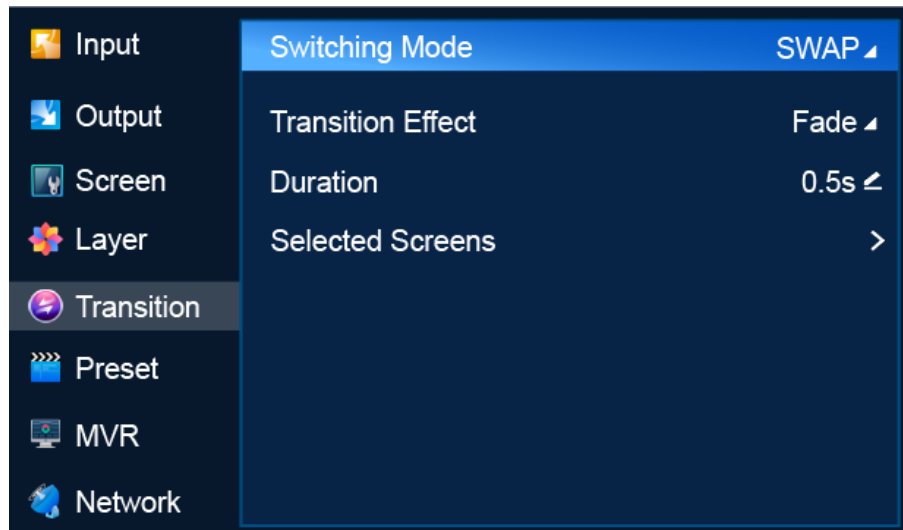 Input
Output
Screen
Layer
Transition
Preset
MVR
Network
Switching Mode SWAP
Transition Effect Fade
Duration 0.5s
Selected Screens >